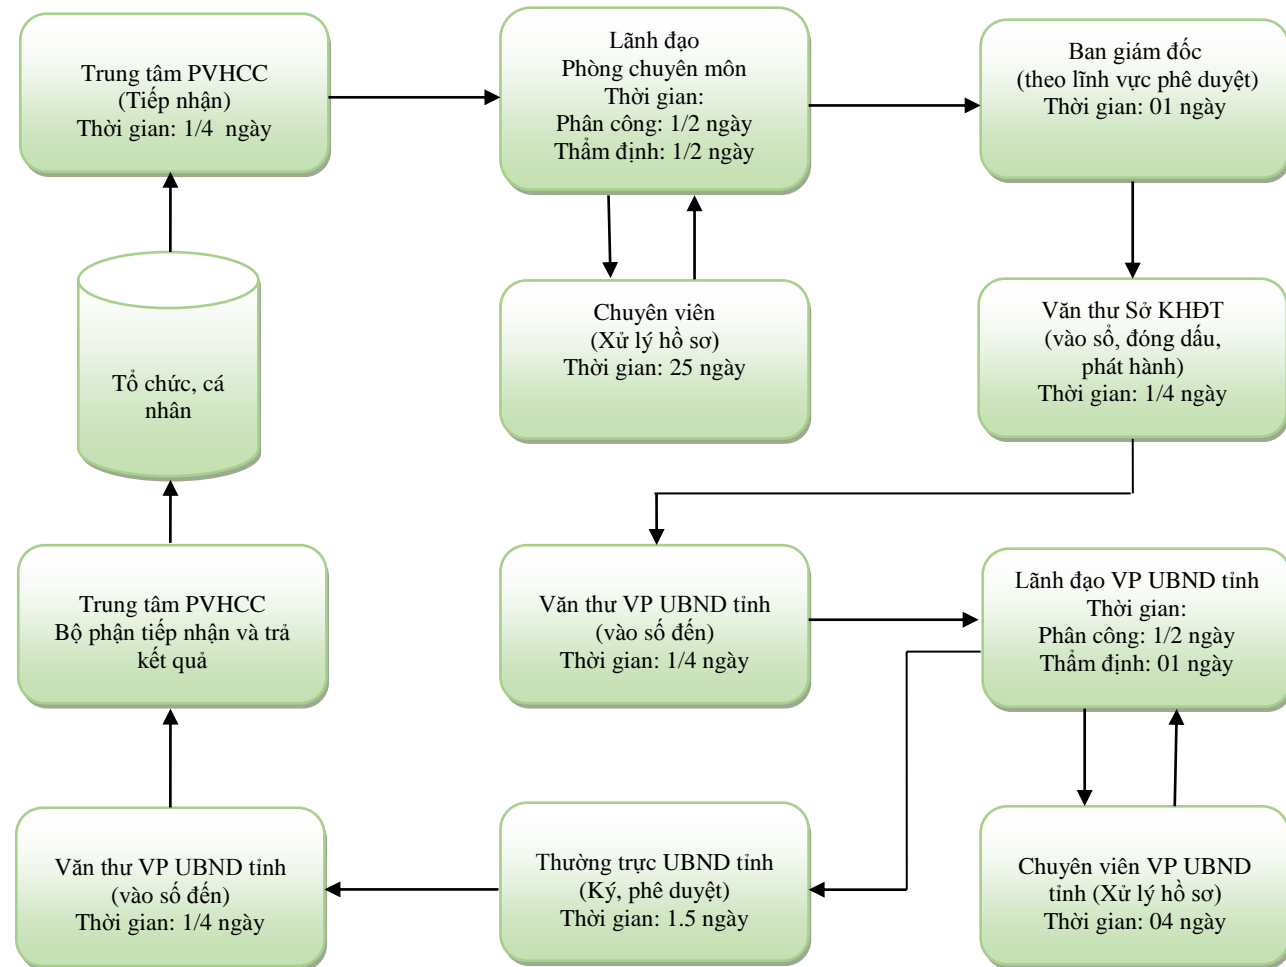 Trung tâm PVHCC
(Tiếp nhận)
Thời gian: 1/4 ngày
Lãnh đạo
Phòng chuyên môn
Thời gian:
Phân công: 1/2 ngày
Thẩm định: 1/2 ngày
Ban giám đốc
(theo lĩnh vực phê duyệt)
Thời gian: 01 ngày
Chuyên viên
(Xử lý hồ sơ)
Thời gian: 25 ngày
Văn thư Sở KHĐT
(vào sổ, đóng dấu,
phát hành)
Thời gian: 1/4 ngày
Tổ chức, cá
nhân
Văn thư VP UBND tỉnh
(vào số đến)
Thời gian: 1/4 ngày
Lãnh đạo VP UBND tỉnh
Thời gian:
Phân công: 1/2 ngày
Thẩm định: 01 ngày
Trung tâm PVHCC
Bộ phận tiếp nhận và trả
kết quả
Chuyên viên VP UBND
tỉnh (Xử lý hồ sơ)
Thời gian: 04 ngày
Thường trực UBND tỉnh
(Ký, phê duyệt)
Thời gian: 1.5 ngày
Văn thư VP UBND tỉnh
(vào số đến)
Thời gian: 1/4 ngày